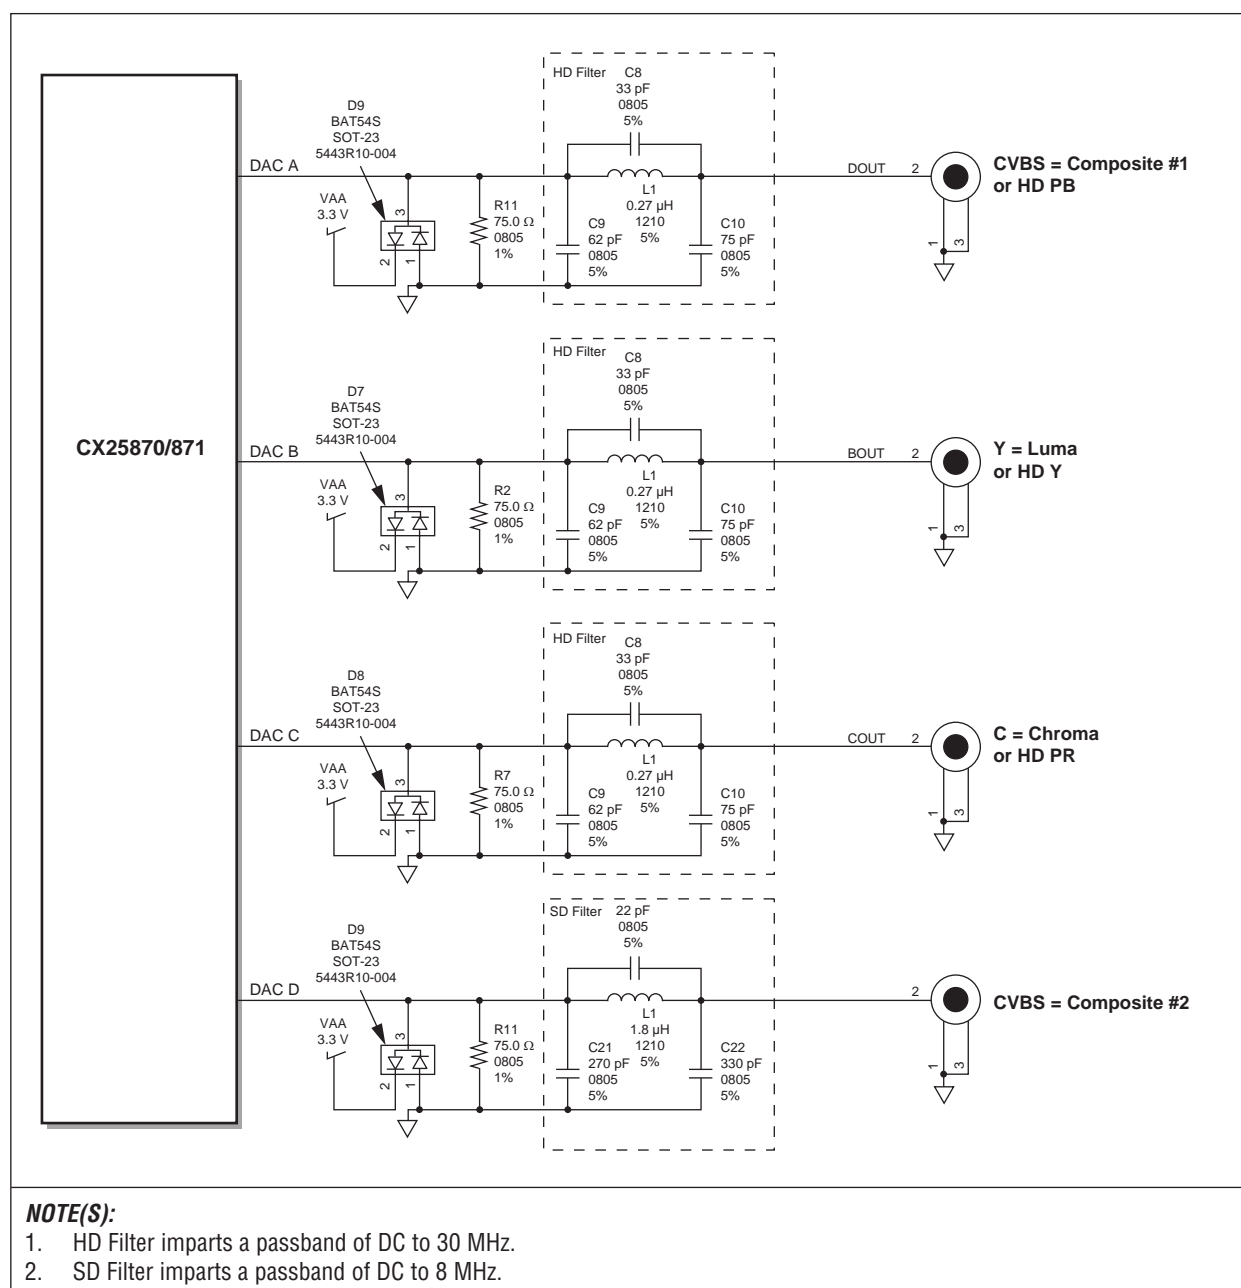 CX25870/871
DAC A
D9
BAT54S
SOT-23
5443R10-004
VAA
3.3 V
3
2
1
R11
75.0 Ω
0805
1%
HD Filter
C8
33 pF
0805
5%
L1
0.27 µH
1210
5%
C9
62 pF
0805
5%
C10
75 pF
0805
5%
DOUT
2
1
3
CVBS = Composite #1
or HD PB
DAC B
D7
BAT54S
SOT-23
5443R10-004
VAA
3.3 V
3
2
1
R2
75.0 Ω
0805
1%
HD Filter
C8
33 pF
0805
5%
L1
0.27 µH
1210
5%
C9
62 pF
0805
5%
C10
75 pF
0805
5%
BOUT
2
1
3
Y = Luma
or HD Y
DAC C
D8
BAT54S
SOT-23
5443R10-004
VAA
3.3 V
3
2
1
R7
75.0 Ω
0805
1%
HD Filter
C8
33 pF
0805
5%
L1
0.27 µH
1210
5%
C9
62 pF
0805
5%
C10
75 pF
0805
5%
COUT
2
1
3
C = Chroma
or HD PR
DAC D
D9
BAT54S
SOT-23
5443R10-004
VAA
3.3 V
3
2
1
R11
75.0 Ω
0805
1%
SD Filter
22 pF
0805
5%
L1
1.8 µH
1210
5%
C21
270 pF
0805
5%
C22
330 pF
0805
5%
2
1
3
CVBS = Composite #2
NOTE(S):
1. HD Filter imparts a passband of DC to 30 MHz.
2. SD Filter imparts a passband of DC to 8 MHz.